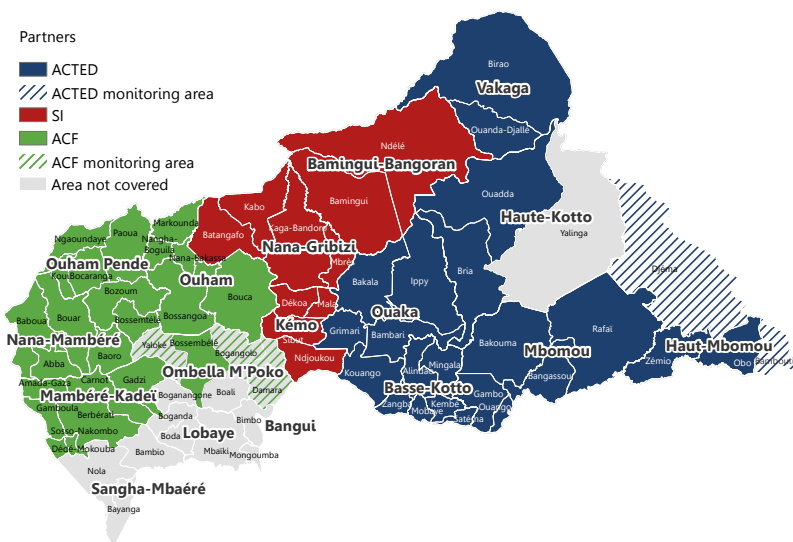 Partners
ACTED
ACTED monitoring area
SI
ACF
ACF monitoring area
Area not covered
Birao
Vakaga
Ouanda-Djallé
Ndélé
Bamingui-Bangoran
Bamingui
Ouadda
Haute-Kotto
Yalinga
Djéma
Kabo
Kaga-Bandoro
Batangafo
Nana-Gribizi
Mbrès
Markounda
Paoua
Ngaoundaye
Nangha-
Boguila
Nana-Bakassa
Ouham Pende
Koui
Bocaranga
Ouham
Bozoum
Bouca
Bakala
Ippy
Bria
Dékoa
Mala
Ouaka
Baboua
Bouar
Bossemtélé
Bossangoa
Kémo
Grimari
Bambari
Sibut
Rafaï
Nana-Mambéré
Yaloké
Bossembélé
Bogangolo
Bakouma
Mbomou
Haut-Mbomou
Baoro
Abba
Ndjoukou
Mingala
Zémio
Obo
Bambouti
Ombella M'Poko
Kouango
Alindao
Bangassou
Amada-Gaza
Carnot
Gadzi
Basse-Kotto
Mambéré-Kadeï
Boganangone
Boali
Damara
Gambo
Zangba
Kembé
Ouango
Mobaye
Satéma
Gamboula
Berbérati
Boganda
Bimbo
Bangui
Sosso-Nakombo
Boda
Lobaye
Dédé-Mokouba
Bambio
Mbaïki
Mongoumba
Nola
Sangha-Mbaéré
Bayanga